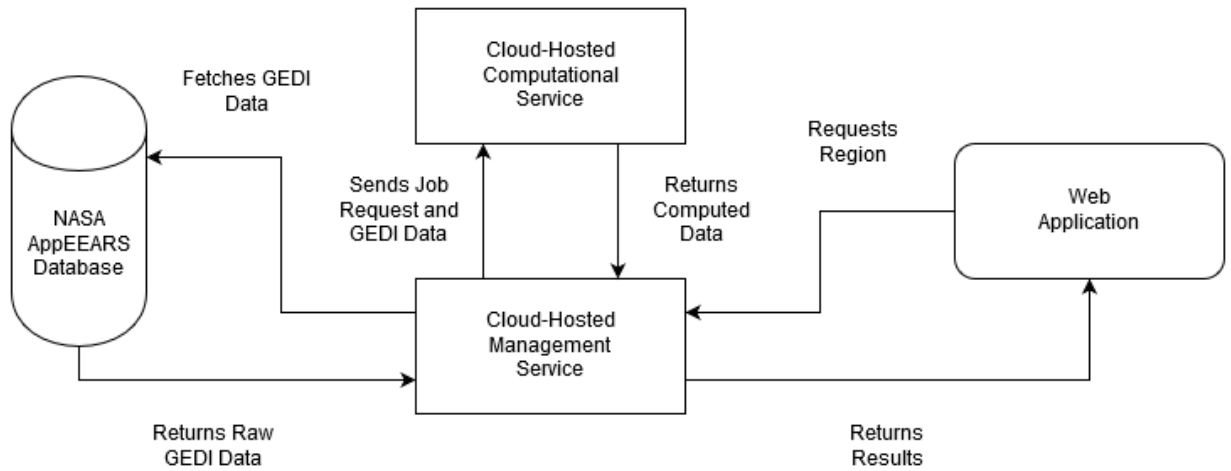 Cloud-Hosted
Computational
Service
Fetches GEDI
Data
Requests
Region
Sends Job
Request and
GEDI Data
Returns
Computed
Data
NASA
AppEEARS
Database
Web
Application
Cloud-Hosted
Management
Service
Returns Raw
GEDI Data
Returns
Results